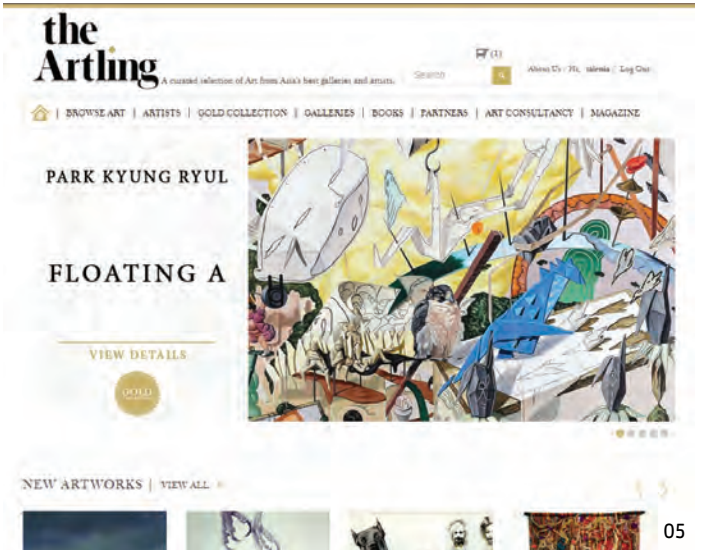 the
Artling
A curated selection of Art from Asia's best galleries and artists.
(1)
Search
About Us / Hi, / Log Out
BROWSE ART | ARTISTS | GOLD COLLECTION | GALLERIES | BOOKS | PARTNERS | ART CONSULTANCY | MAGAZINE
PARK KYUNG RYUL
FLOATING A
VIEW DETAILS
GOLD
NEW ARTWORKS | VIEW ALL
05